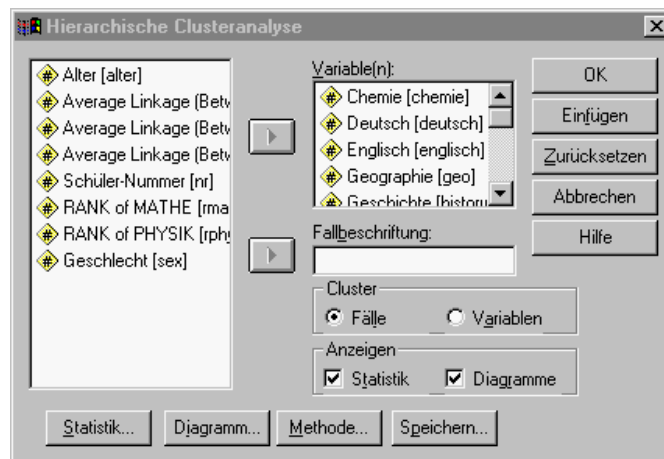 Hierarchische Clusteranalyse
Alter [alter]
Average Linkage (Betw
Average Linkage (Betw
Average Linkage (Betw
Schüler-Nummer [nr]
RANK of MATHE [rma
RANK of PHYSIK [rphy
Geschlecht [sex]
Variable(n):
Chemie [chemie]
Deutsch [deutsch]
Englisch [englisch]
Geographie [geo]
Geschichte [histou
Fallbeschriftung:
Cluster
Fälle
Variablen
Anzeigen
Statistik
Diagramme
OK
Einfügen
Zurücksetzen
Abbrechen
Hilfe
Statistik...
Diagramm...
Methode...
Speichern...